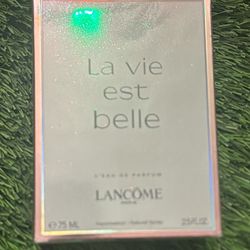 La vie
est
belle
L'EAU DE PARFUM
LANCÔME
PARIS
℮ 75 ML 2.5 FL.OZ.